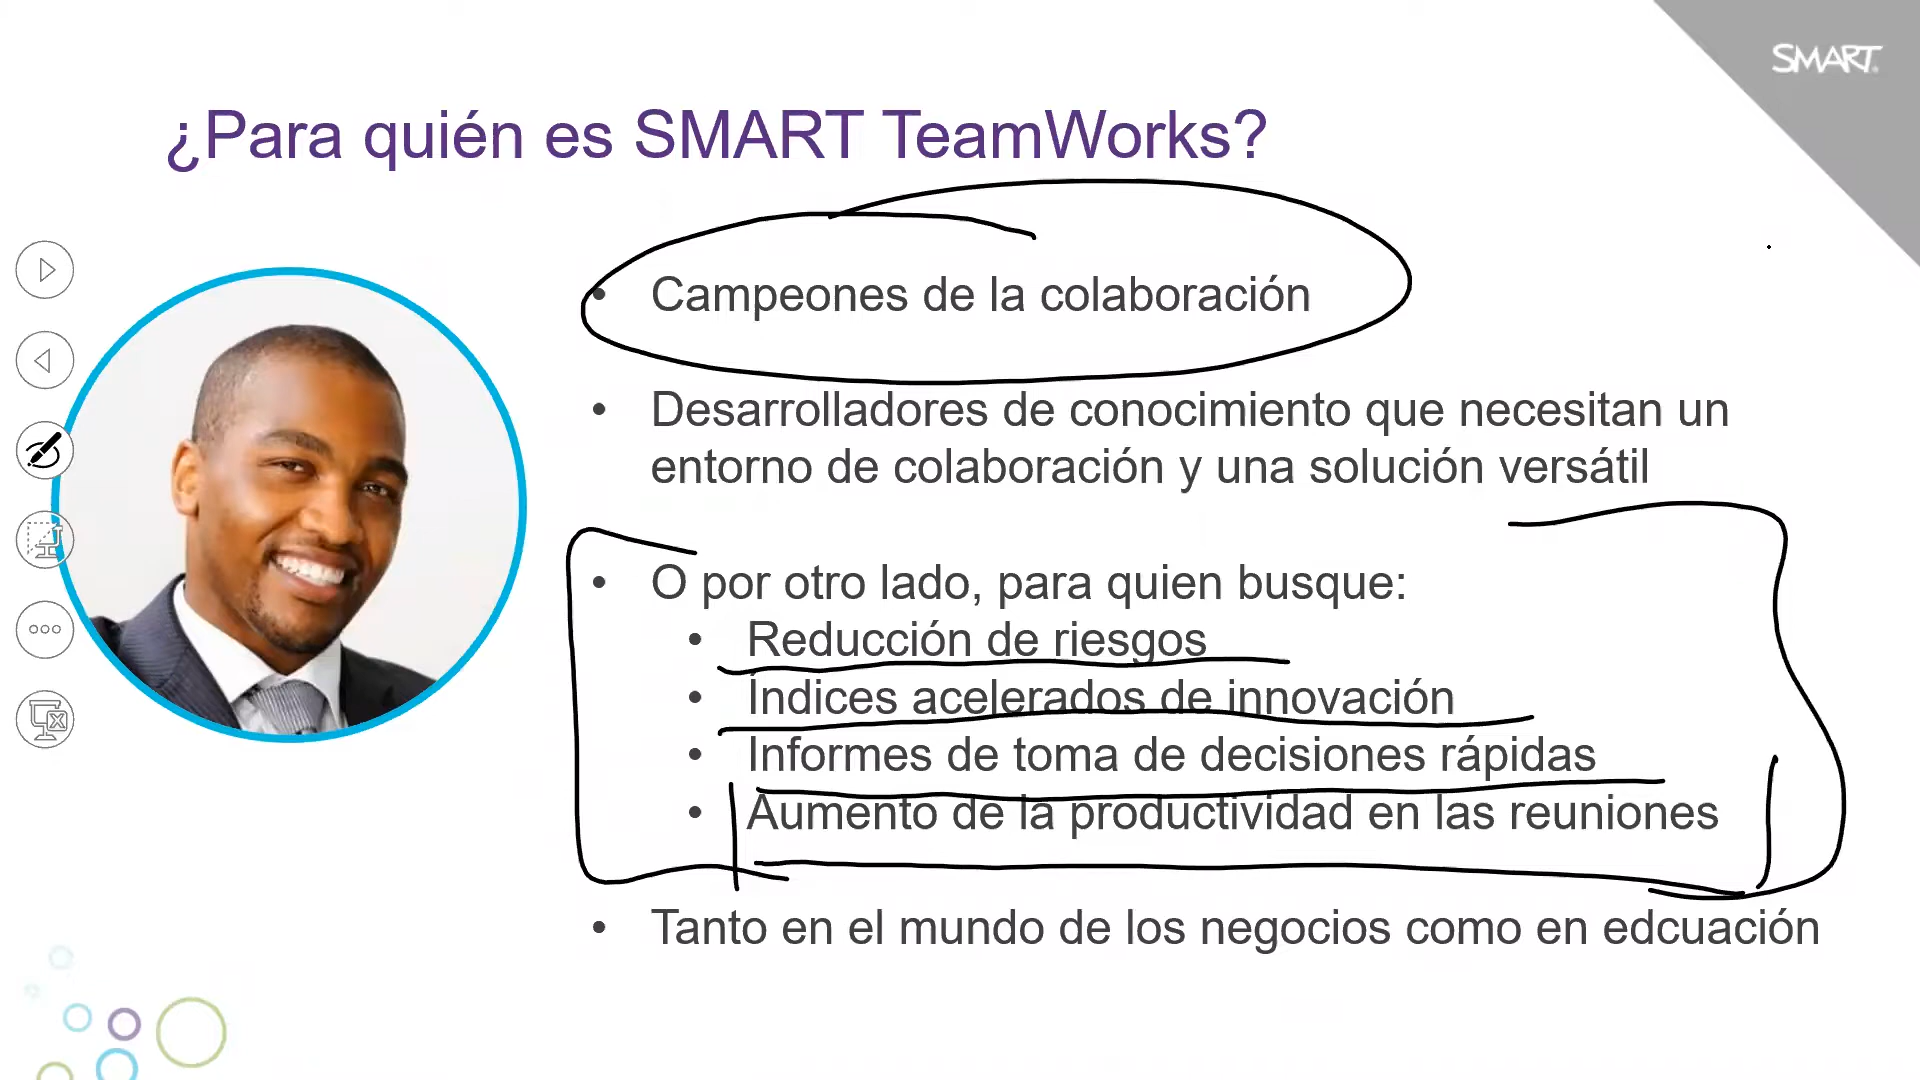 SMART
¿Para quién es SMART TeamWorks?
• Campeones de la colaboración
• Desarrolladores de conocimiento que necesitan un
entorno de colaboración y una solución versátil
• O por otro lado, para quien busque:
• Reducción de riesgos
• Índices acelerados de innovación
• Informes de toma de decisiones rápidas
• Aumento de la productividad en las reuniones
• Tanto en el mundo de los negocios como en edcuación